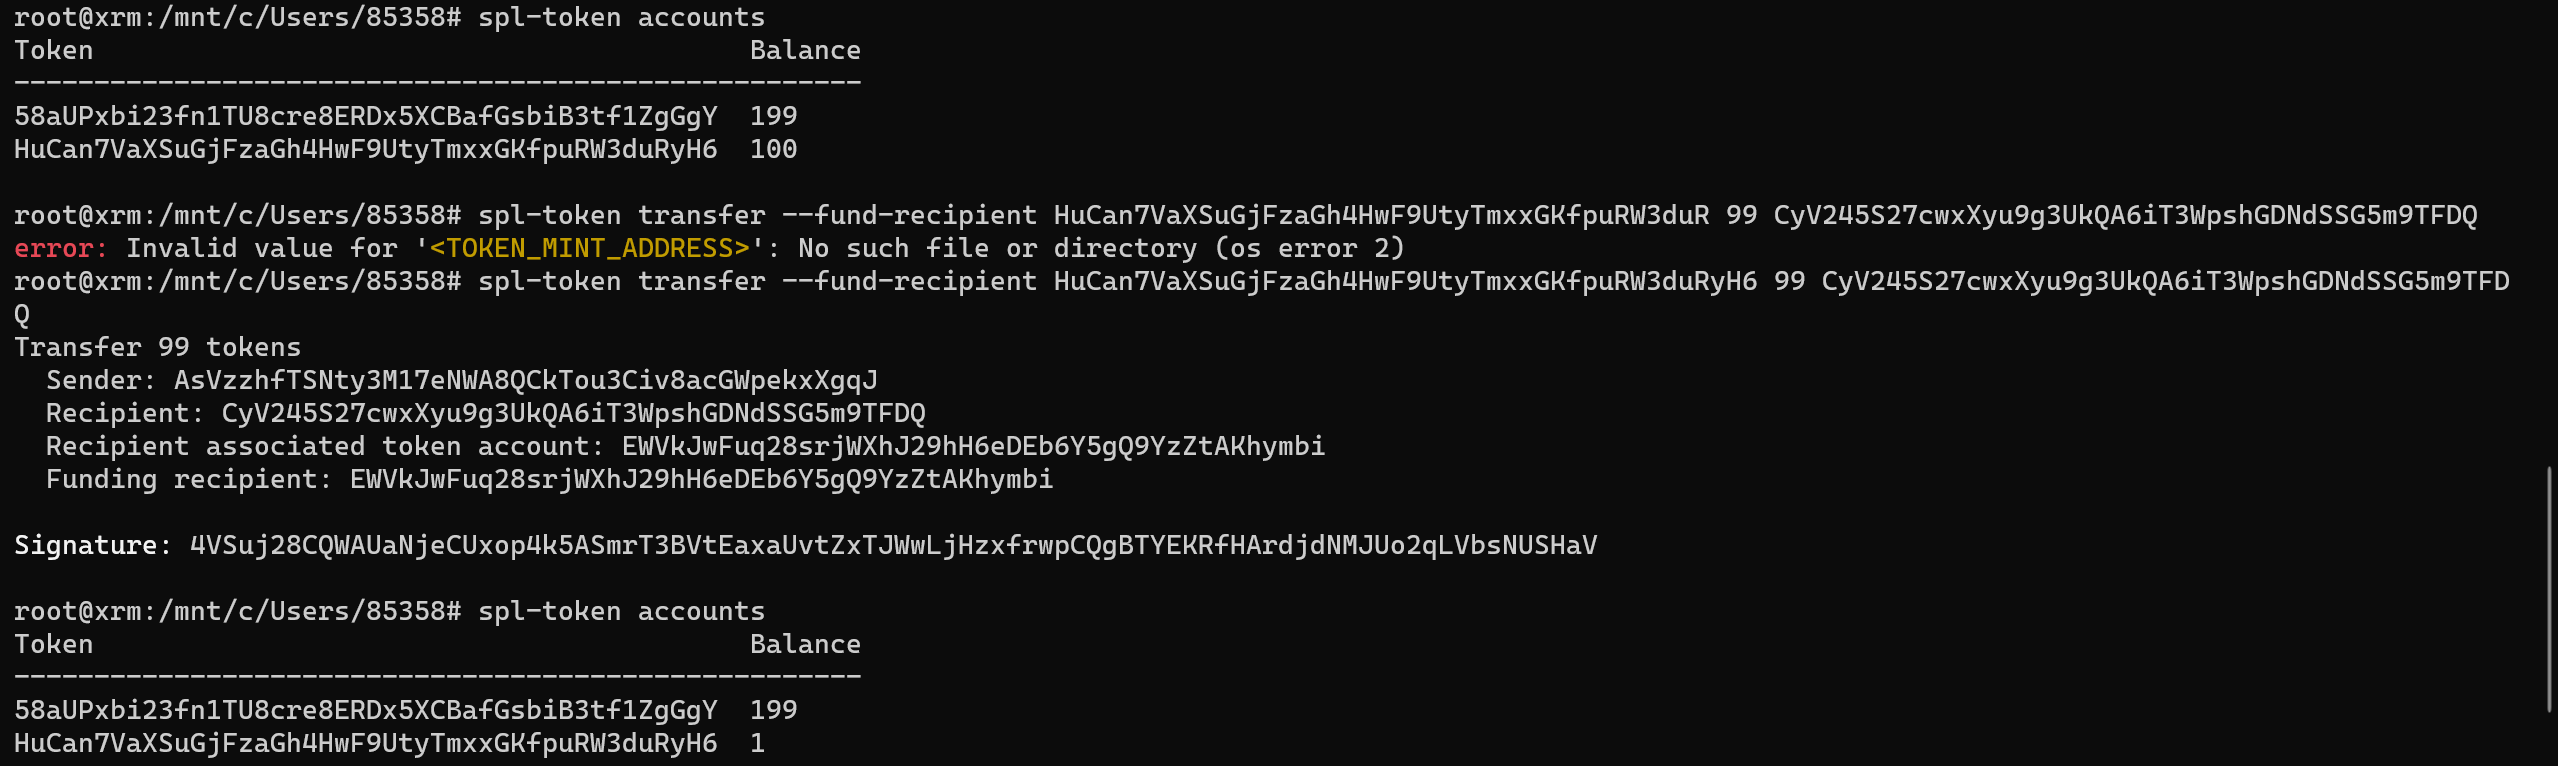 root@xrm:/mnt/c/Users/85358# spl-token accounts
Token                                         Balance
-----------------------------------------------------
58aUPxbi23fn1TU8cre8ERDx5XCBafGsbiB3tf1ZgGgY  199
HuCan7VaXSuGjFzaGh4HwF9UtyTmxxGKfpuRW3duRyH6  100
root@xrm:/mnt/c/Users/85358# spl-token transfer --fund-recipient HuCan7VaXSuGjFzaGh4HwF9UtyTmxxGKfpuRW3duR 99 CyV245S27cwxXyu9g3UkQA6iT3WpshGDNdSSG5m9TFDQ
error: Invalid value for '<TOKEN_MINT_ADDRESS>': No such file or directory (os error 2)
root@xrm:/mnt/c/Users/85358# spl-token transfer --fund-recipient HuCan7VaXSuGjFzaGh4HwF9UtyTmxxGKfpuRW3duRyH6 99 CyV245S27cwxXyu9g3UkQA6iT3WpshGDNdSSG5m9TFD
Q
Transfer 99 tokens
  Sender: AsVzzhfTSNty3M17eNWA8QCkTou3Civ8acGWpekxXgqJ
  Recipient: CyV245S27cwxXyu9g3UkQA6iT3WpshGDNdSSG5m9TFDQ
  Recipient associated token account: EWVkJwFuq28srjWXhJ29hH6eDEb6Y5gQ9YzZtAKhymbi
  Funding recipient: EWVkJwFuq28srjWXhJ29hH6eDEb6Y5gQ9YzZtAKhymbi
Signature: 4VSuj28CQWAUaNjeCUxop4k5ASmrT3BVtEaxaUvtZxTJWwLjHzxfrwpCQgBTYEKRfHArdjdNMJUo2qLVbsNUSHaV
root@xrm:/mnt/c/Users/85358# spl-token accounts
Token                                         Balance
-----------------------------------------------------
58aUPxbi23fn1TU8cre8ERDx5XCBafGsbiB3tf1ZgGgY  199
HuCan7VaXSuGjFzaGh4HwF9UtyTmxxGKfpuRW3duRyH6  1